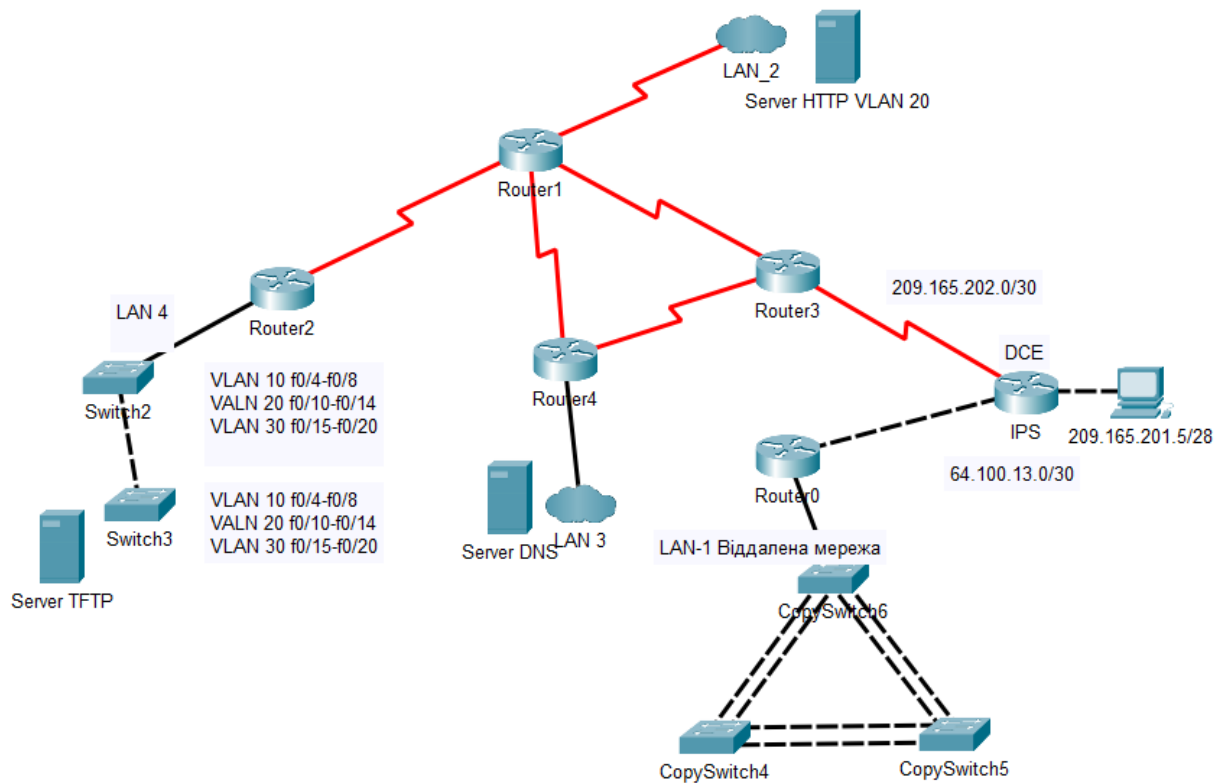 LAN_2
Server HTTP VLAN 20
Router1
Router3
209.165.202.0/30
LAN 4
Router2
DCE
Switch2
VLAN 10 f0/4-f0/8
VALN 20 f0/10-f0/14
VLAN 30 f0/15-f0/20
Router4
IPS
209.165.201.5/28
64.100.13.0/30
Router0
VLAN 10 f0/4-f0/8
VALN 20 f0/10-f0/14
VLAN 30 f0/15-f0/20
Switch3
Server DNS
LAN 3
LAN-1 Віддалена мережа
Server TFTP
CopySwitch6
CopySwitch4
CopySwitch5